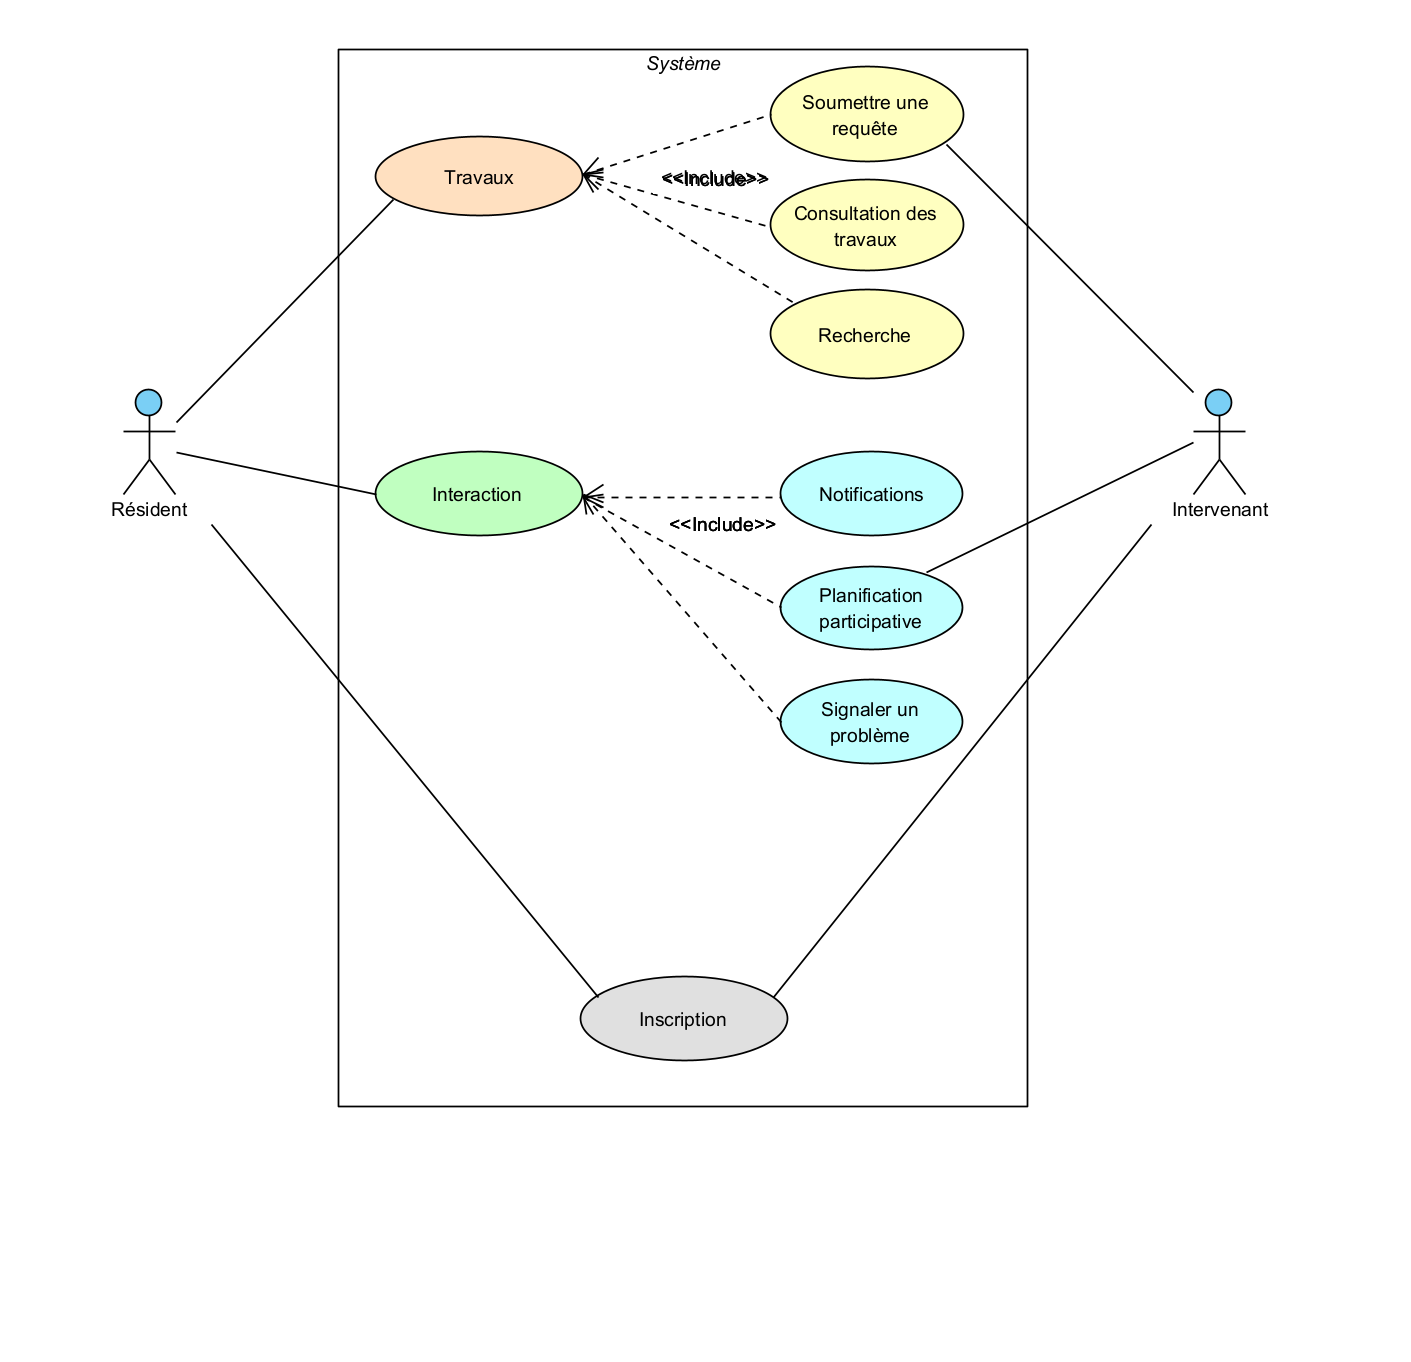 Système
Soumettre une
requête
Travaux
<<Include>>
Consultation des
travaux
Recherche
Résident
Intervenant
Interaction
Notifications
<<Include>>
Planification
participative
Signaler un
problème
Inscription